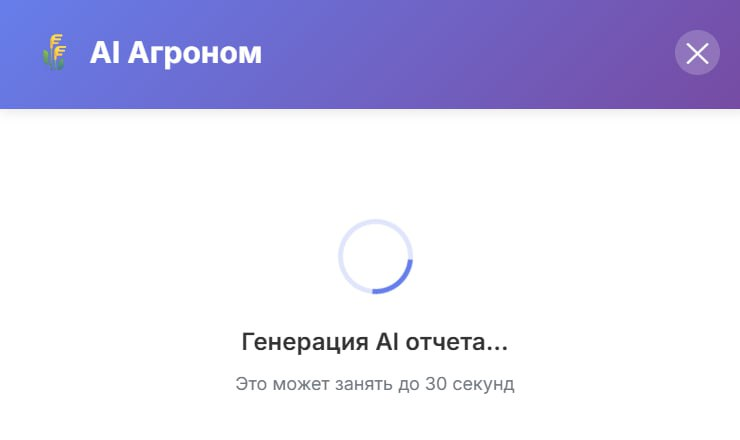 AI Агроном
Генерация AI отчета...
Это может занять до 30 секунд